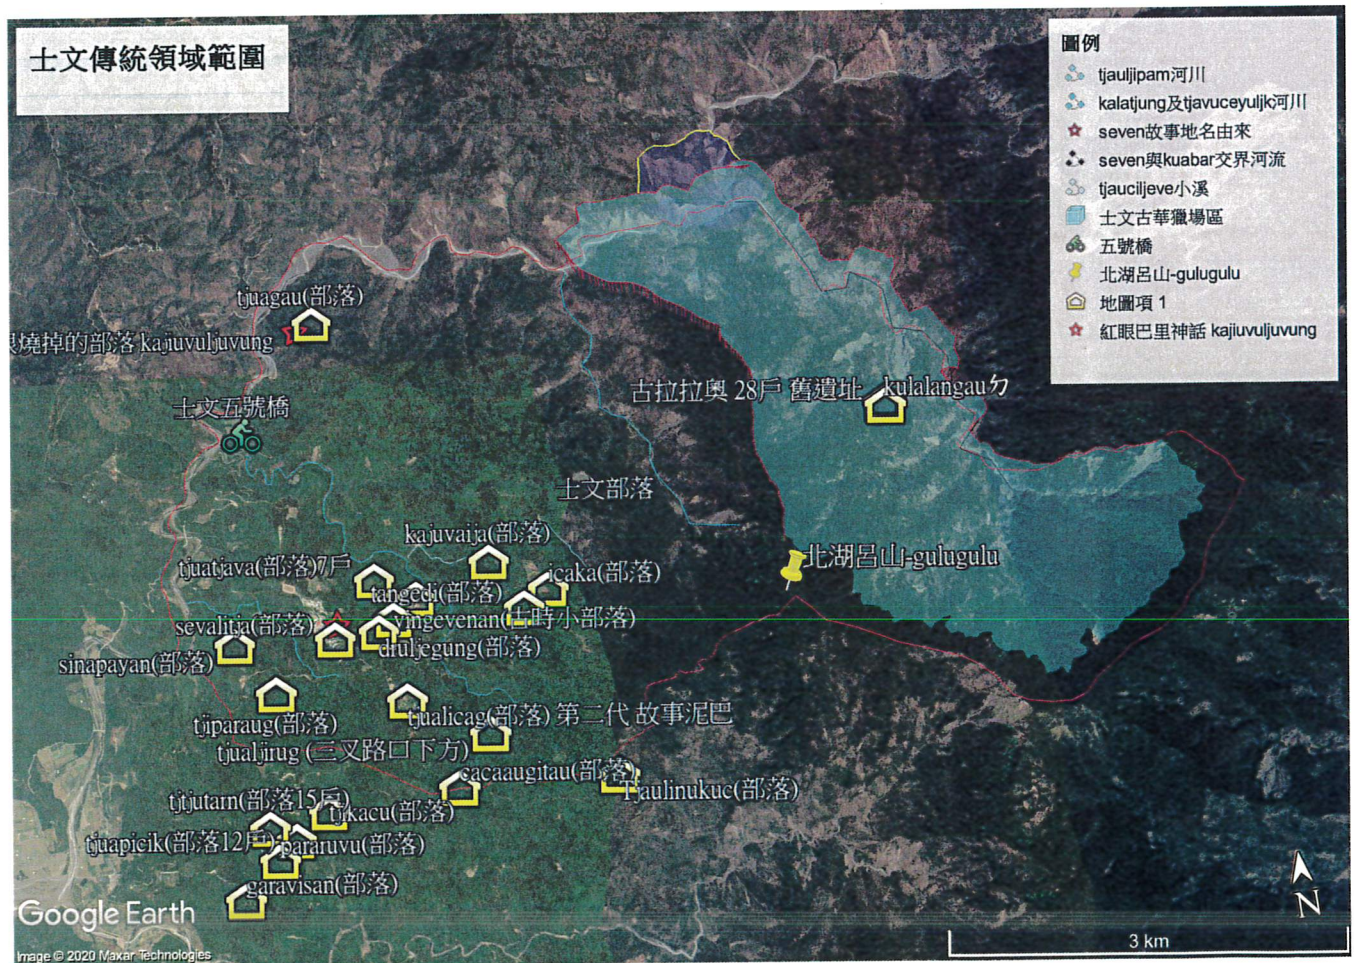 士文傳統領域範圍
圖例
tjauljipam河川
kalatjung及tjavuceyuljk河川
seven故事地名由來
seven與kuabar交界河流
tjauciljeve小溪
士文古華獵場區
五號橋
北湖呂山-gulugulu
地圖項 1
紅眼巴里神話 kajiuvuljuvung
tjuagau(部落)
燒掉的部落 kajuvuljuvung
士文五號橋
古拉拉奧 28戶 舊遺址
kulalangauㄉ
士文部落
kajuvaija(部落)
北湖呂山-gulugulu
tjuatjava(部落)7戶
icaka(部落)
tangedi(部落)
vingevenan(古時小部落)
sevalitja(部落)
druljegung(部落)
sinapayan(部落)
tjiparaug(部落)
tjualicag(部落) 第二代 故事泥巴
tjualjirug (三叉路口下方)
cacaaugitau(部落)
Tjaulinukuc(部落)
tjtjutarn(部落15戶)
tjikacu(部落)
tjuapicik(部落12戶)
pararuvu(部落)
garavisan(部落)
Google Earth
N
3 km
Image © 2020 Maxar Technologies